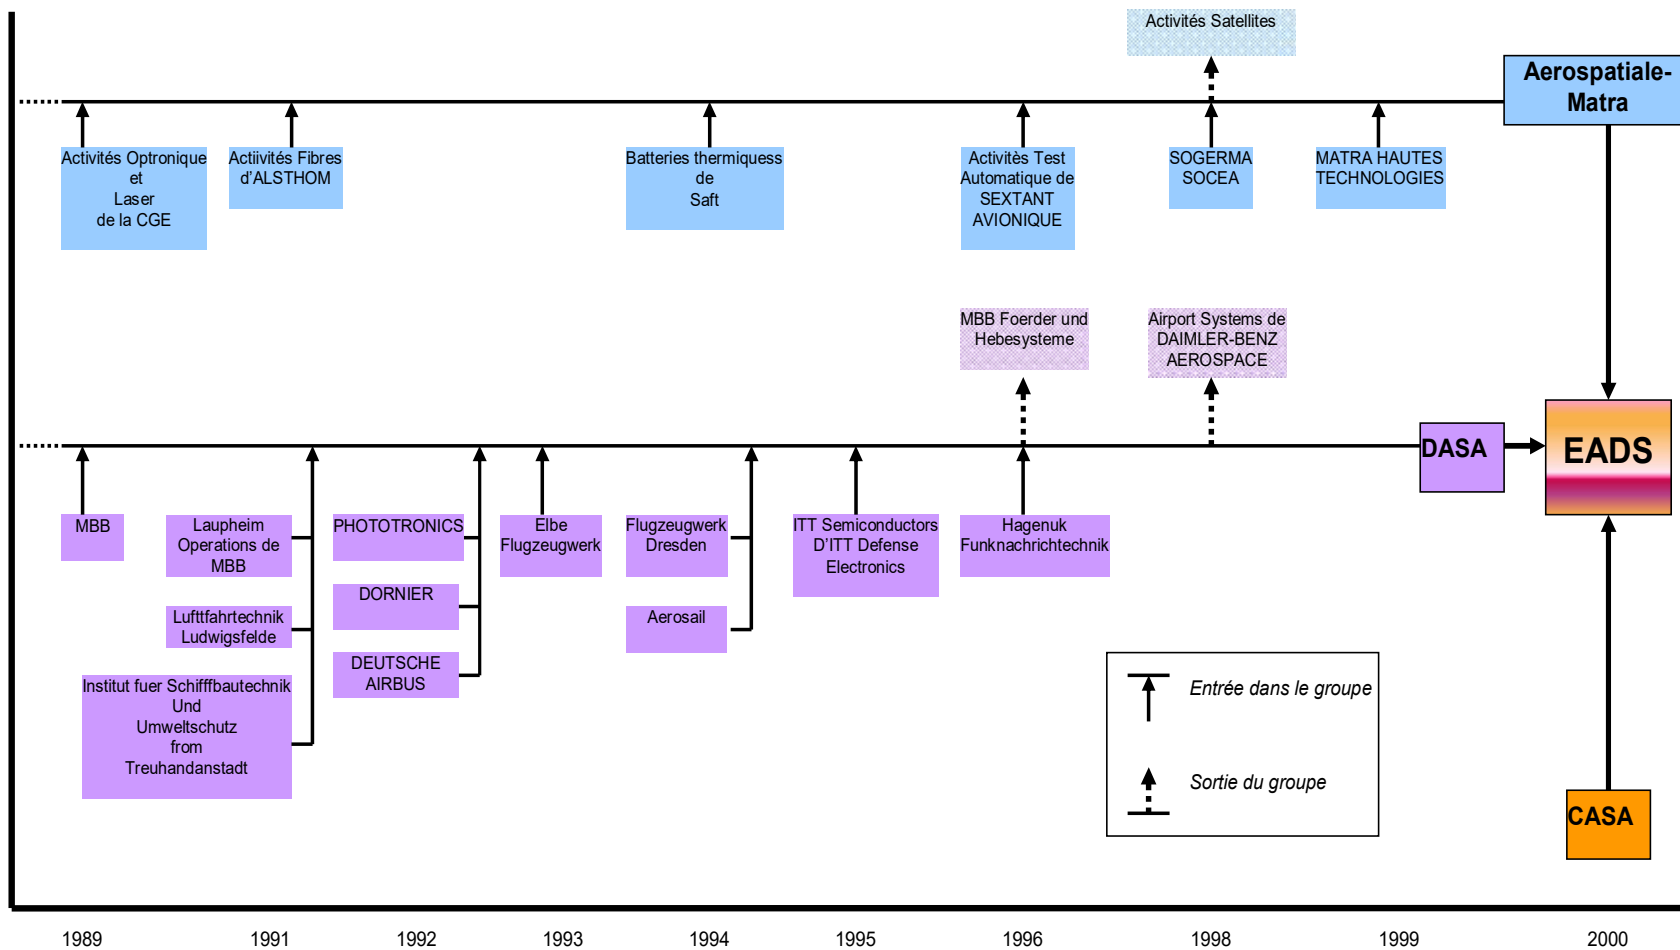 Activités Satellites
Aerospatiale-
Matra
Activités Optronique
et
Laser
de la CGE
Actiivités Fibres
d'ALSTHOM
Batteries thermiquess
de
Saft
Activitès Test
Automatique de
SEXTANT
AVIONIQUE
SOGERMA
SOCEA
MATRA HAUTES
TECHNOLOGIES
MBB Foerder und
Hebesysteme
Airport Systems de
DAIMLER-BENZ
AEROSPACE
DASA
EADS
MBB
Laupheim
Operations de
MBB
Lufttfahrtechnik
Ludwigsfelde
Institut fuer Schifffbautechnik
Und
Umweltschutz
from
Treuhandanstadt
PHOTOTRONICS
DORNIER
DEUTSCHE
AIRBUS
Elbe
Flugzeugwerk
Flugzeugwerk
Dresden
Aerosail
ITT Semiconductors
D'ITT Defense
Electronics
Hagenuk
Funknachrichtechnik
Entrée dans le groupe
Sortie du groupe
CASA
1989
1991
1992
1993
1994
1995
1996
1998
1999
2000